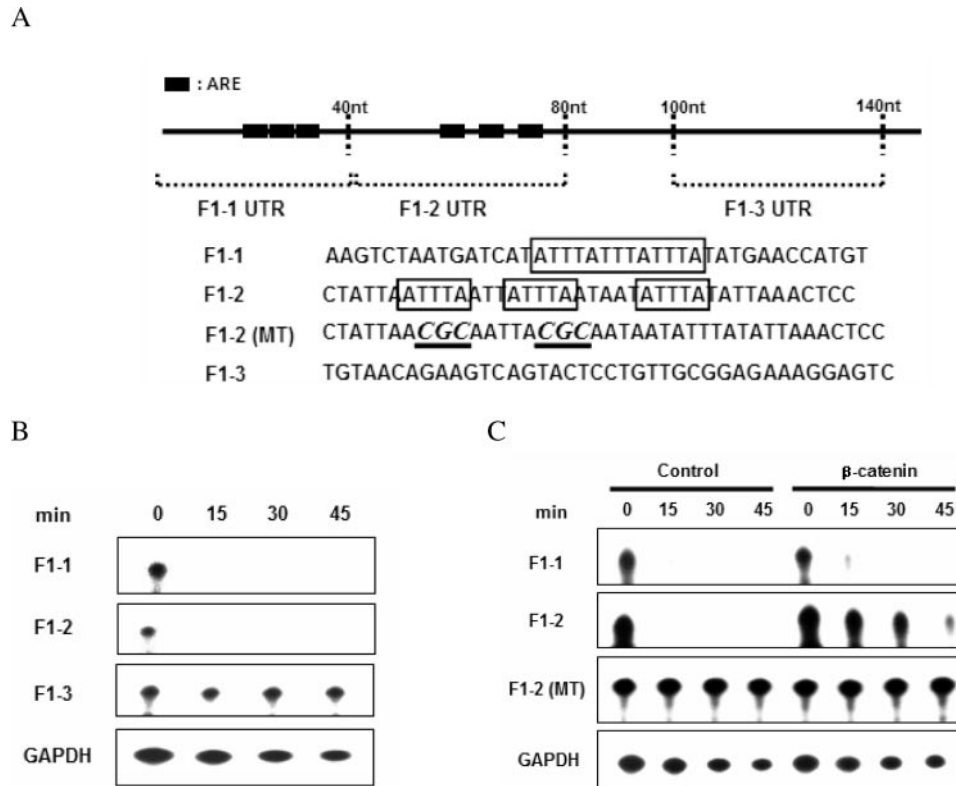 A
: ARE
40nt 80nt 100nt 140nt
F1-1 UTR F1-2 UTR F1-3 UTR
F1-1 AAGTCTAATGATCATATTTATTTATTTATATGAACCATGT
F1-2 CTATTAATTTAATTATTTAATAATATTTATATTAAACTCC
F1-2 (MT) CTATTAACGCAATTACGCAATAATATTTATATTAAACTCC
F1-3 TGTAACAGAAGTCAGTACTCCTGTTGCGGAGAAAGGAGTC
B
min 0 15 30 45
F1-1
F1-2
F1-3
GAPDH
C
Control β-catenin
min 0 15 30 45 0 15 30 45
F1-1
F1-2
F1-2 (MT)
GAPDH